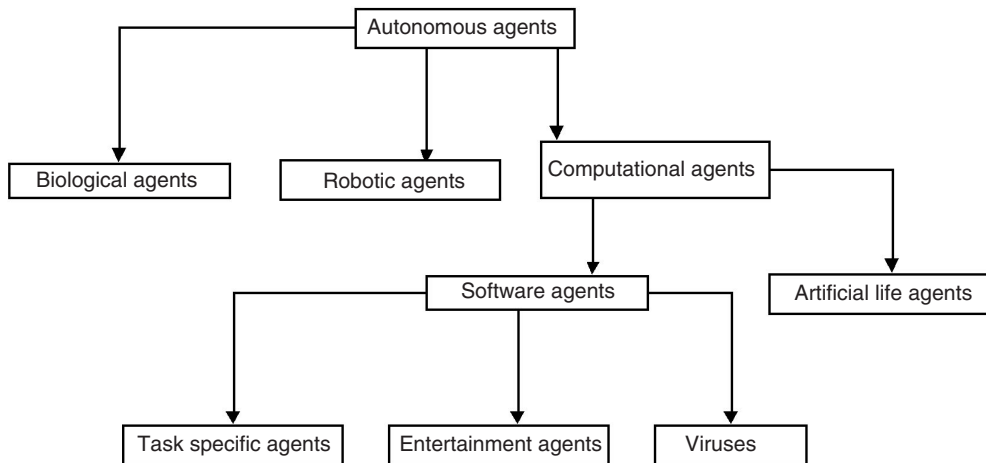 Autonomous agents
Biological agents
Robotic agents
Computational agents
Software agents
Artificial life agents
Task specific agents
Entertainment agents
Viruses